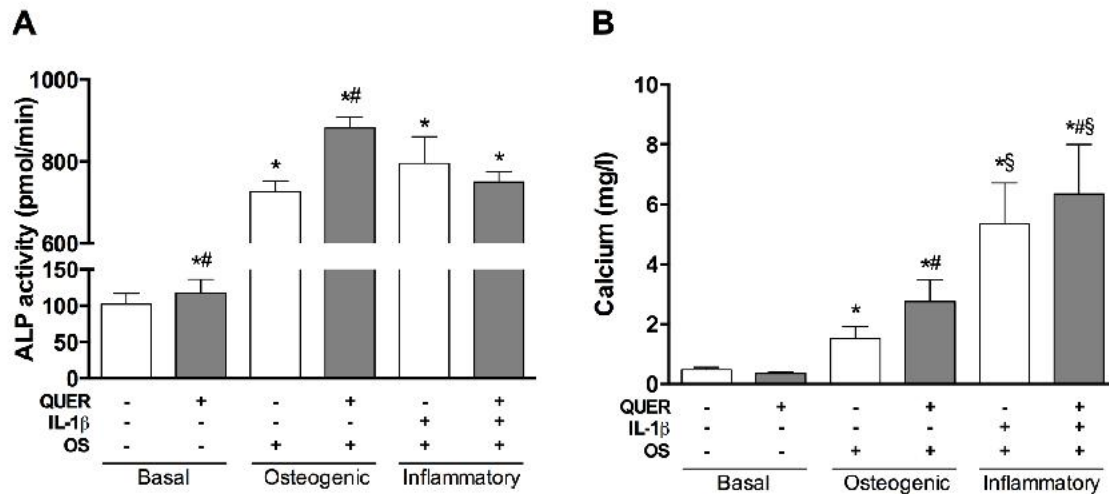 A
ALP activity (pmol/min)
1000
800
600
150
100
50
0
*#
*
*#
*
*
QUER - + - + - +
IL-1β - - - - + +
OS - - + + + +
Basal Osteogenic Inflammatory
B
Calcium (mg/l)
10
8
6
4
2
0
*
*#
*§
*#§
QUER - + - + - +
IL-1β - - - - + +
OS - - + + + +
Basal Osteogenic Inflammatory